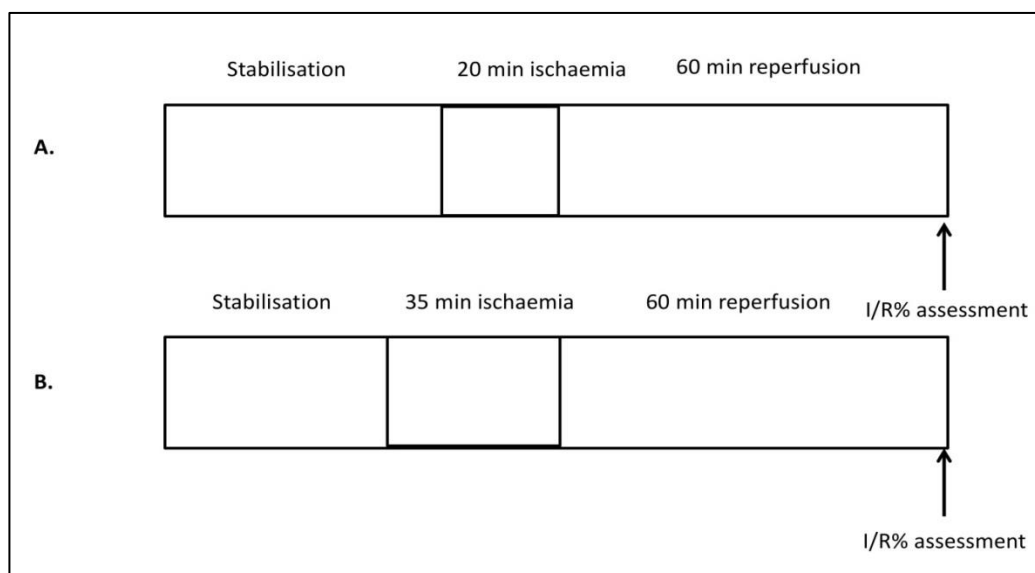 Stabilisation 20 min ischaemia 60 min reperfusion
A.
I/R% assessment
Stabilisation 35 min ischaemia 60 min reperfusion
B.
I/R% assessment